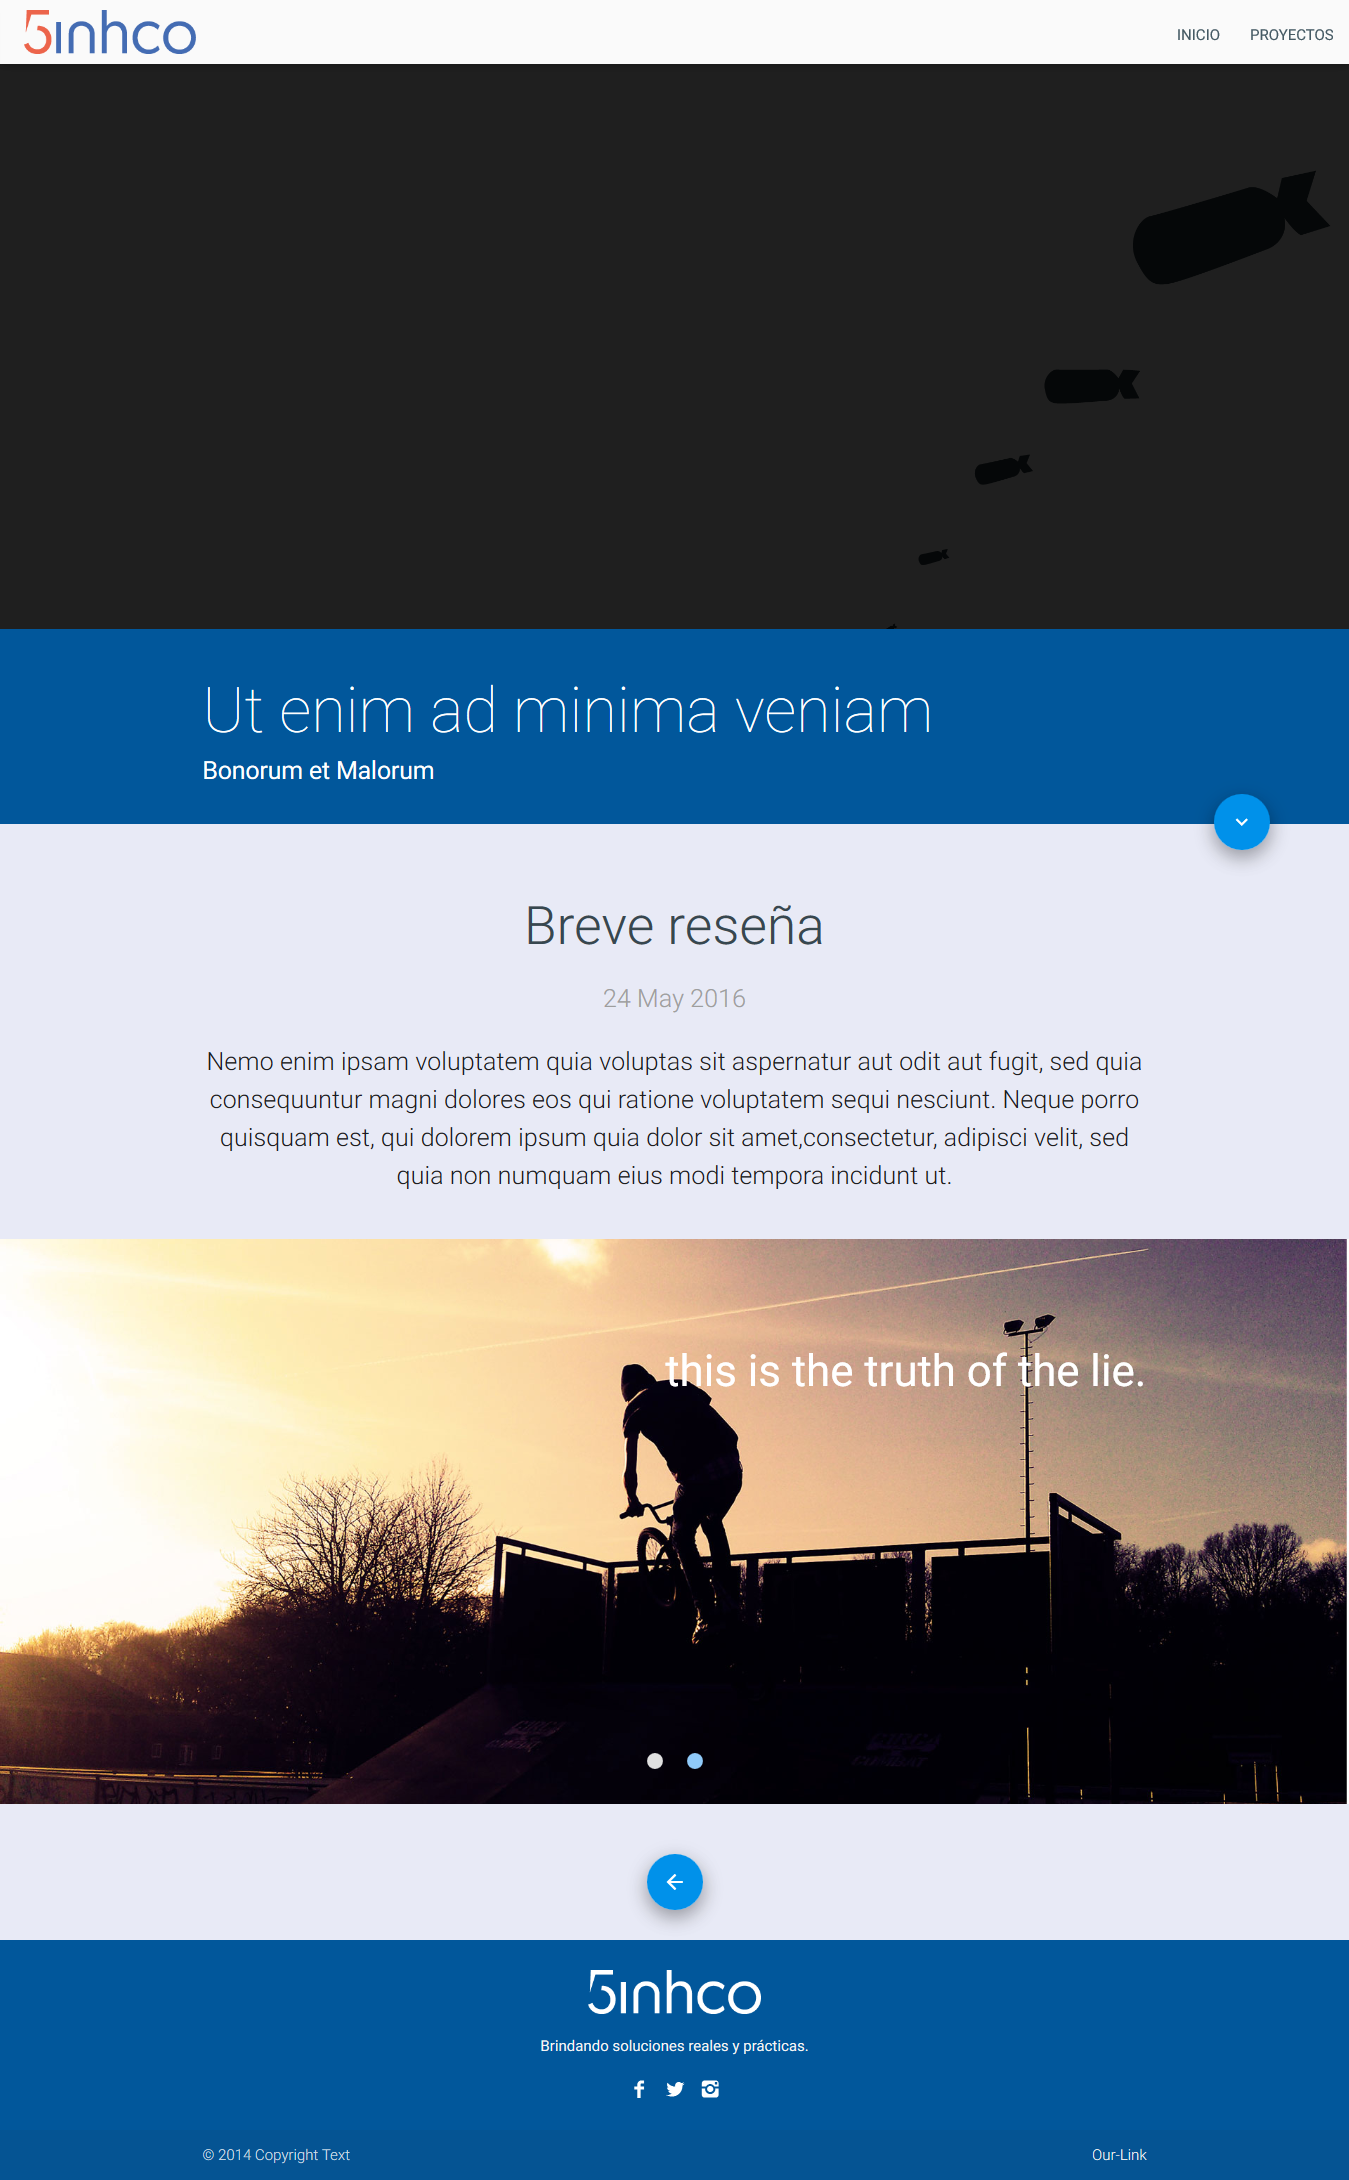 5inhco
INICIO PROYECTOS
Ut enim ad minima veniam
Bonorum et Malorum
Breve reseña
24 May 2016
Nemo enim ipsam voluptatem quia voluptas sit aspernatur aut odit aut fugit, sed quia
consequuntur magni dolores eos qui ratione voluptatem sequi nesciunt. Neque porro
quisquam est, qui dolorem ipsum quia dolor sit amet,consectetur, adipisci velit, sed
quia non numquam eius modi tempora incidunt ut.
this is the truth of the lie.
5inhco
Brindando soluciones reales y prácticas.
© 2014 Copyright Text
Our-Link